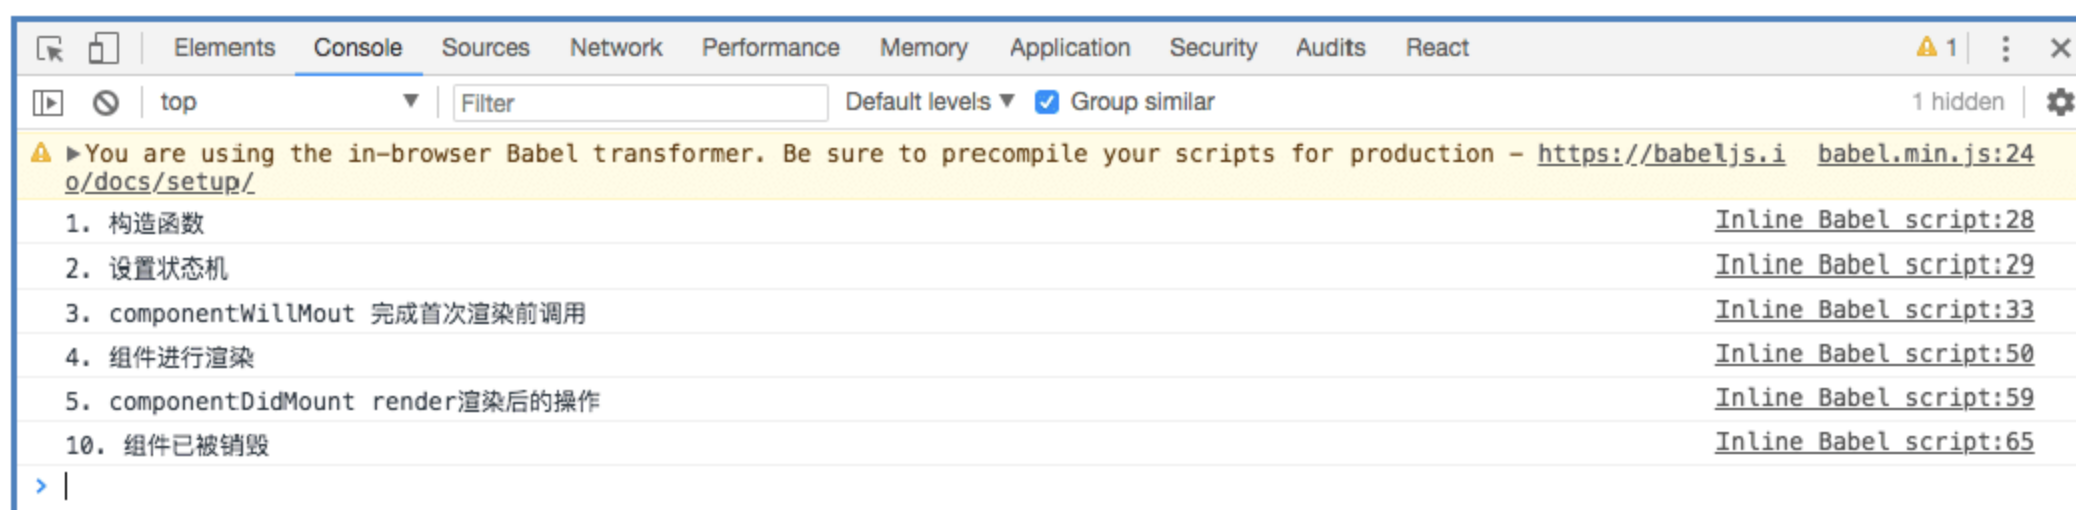 Elements Console Sources Network Performance Memory Application Security Audits React 1
top Filter Default levels Group similar 1 hidden
You are using the in-browser Babel transformer. Be sure to precompile your scripts for production – https://babeljs.i babel.min.js:24
o/docs/setup/
1. 构造函数 Inline Babel script:28
2. 设置状态机 Inline Babel script:29
3. componentWillMout 完成首次渲染前调用 Inline Babel script:33
4. 组件进行渲染 Inline Babel script:50
5. componentDidMount render渲染后的操作 Inline Babel script:59
10. 组件已被销毁 Inline Babel script:65